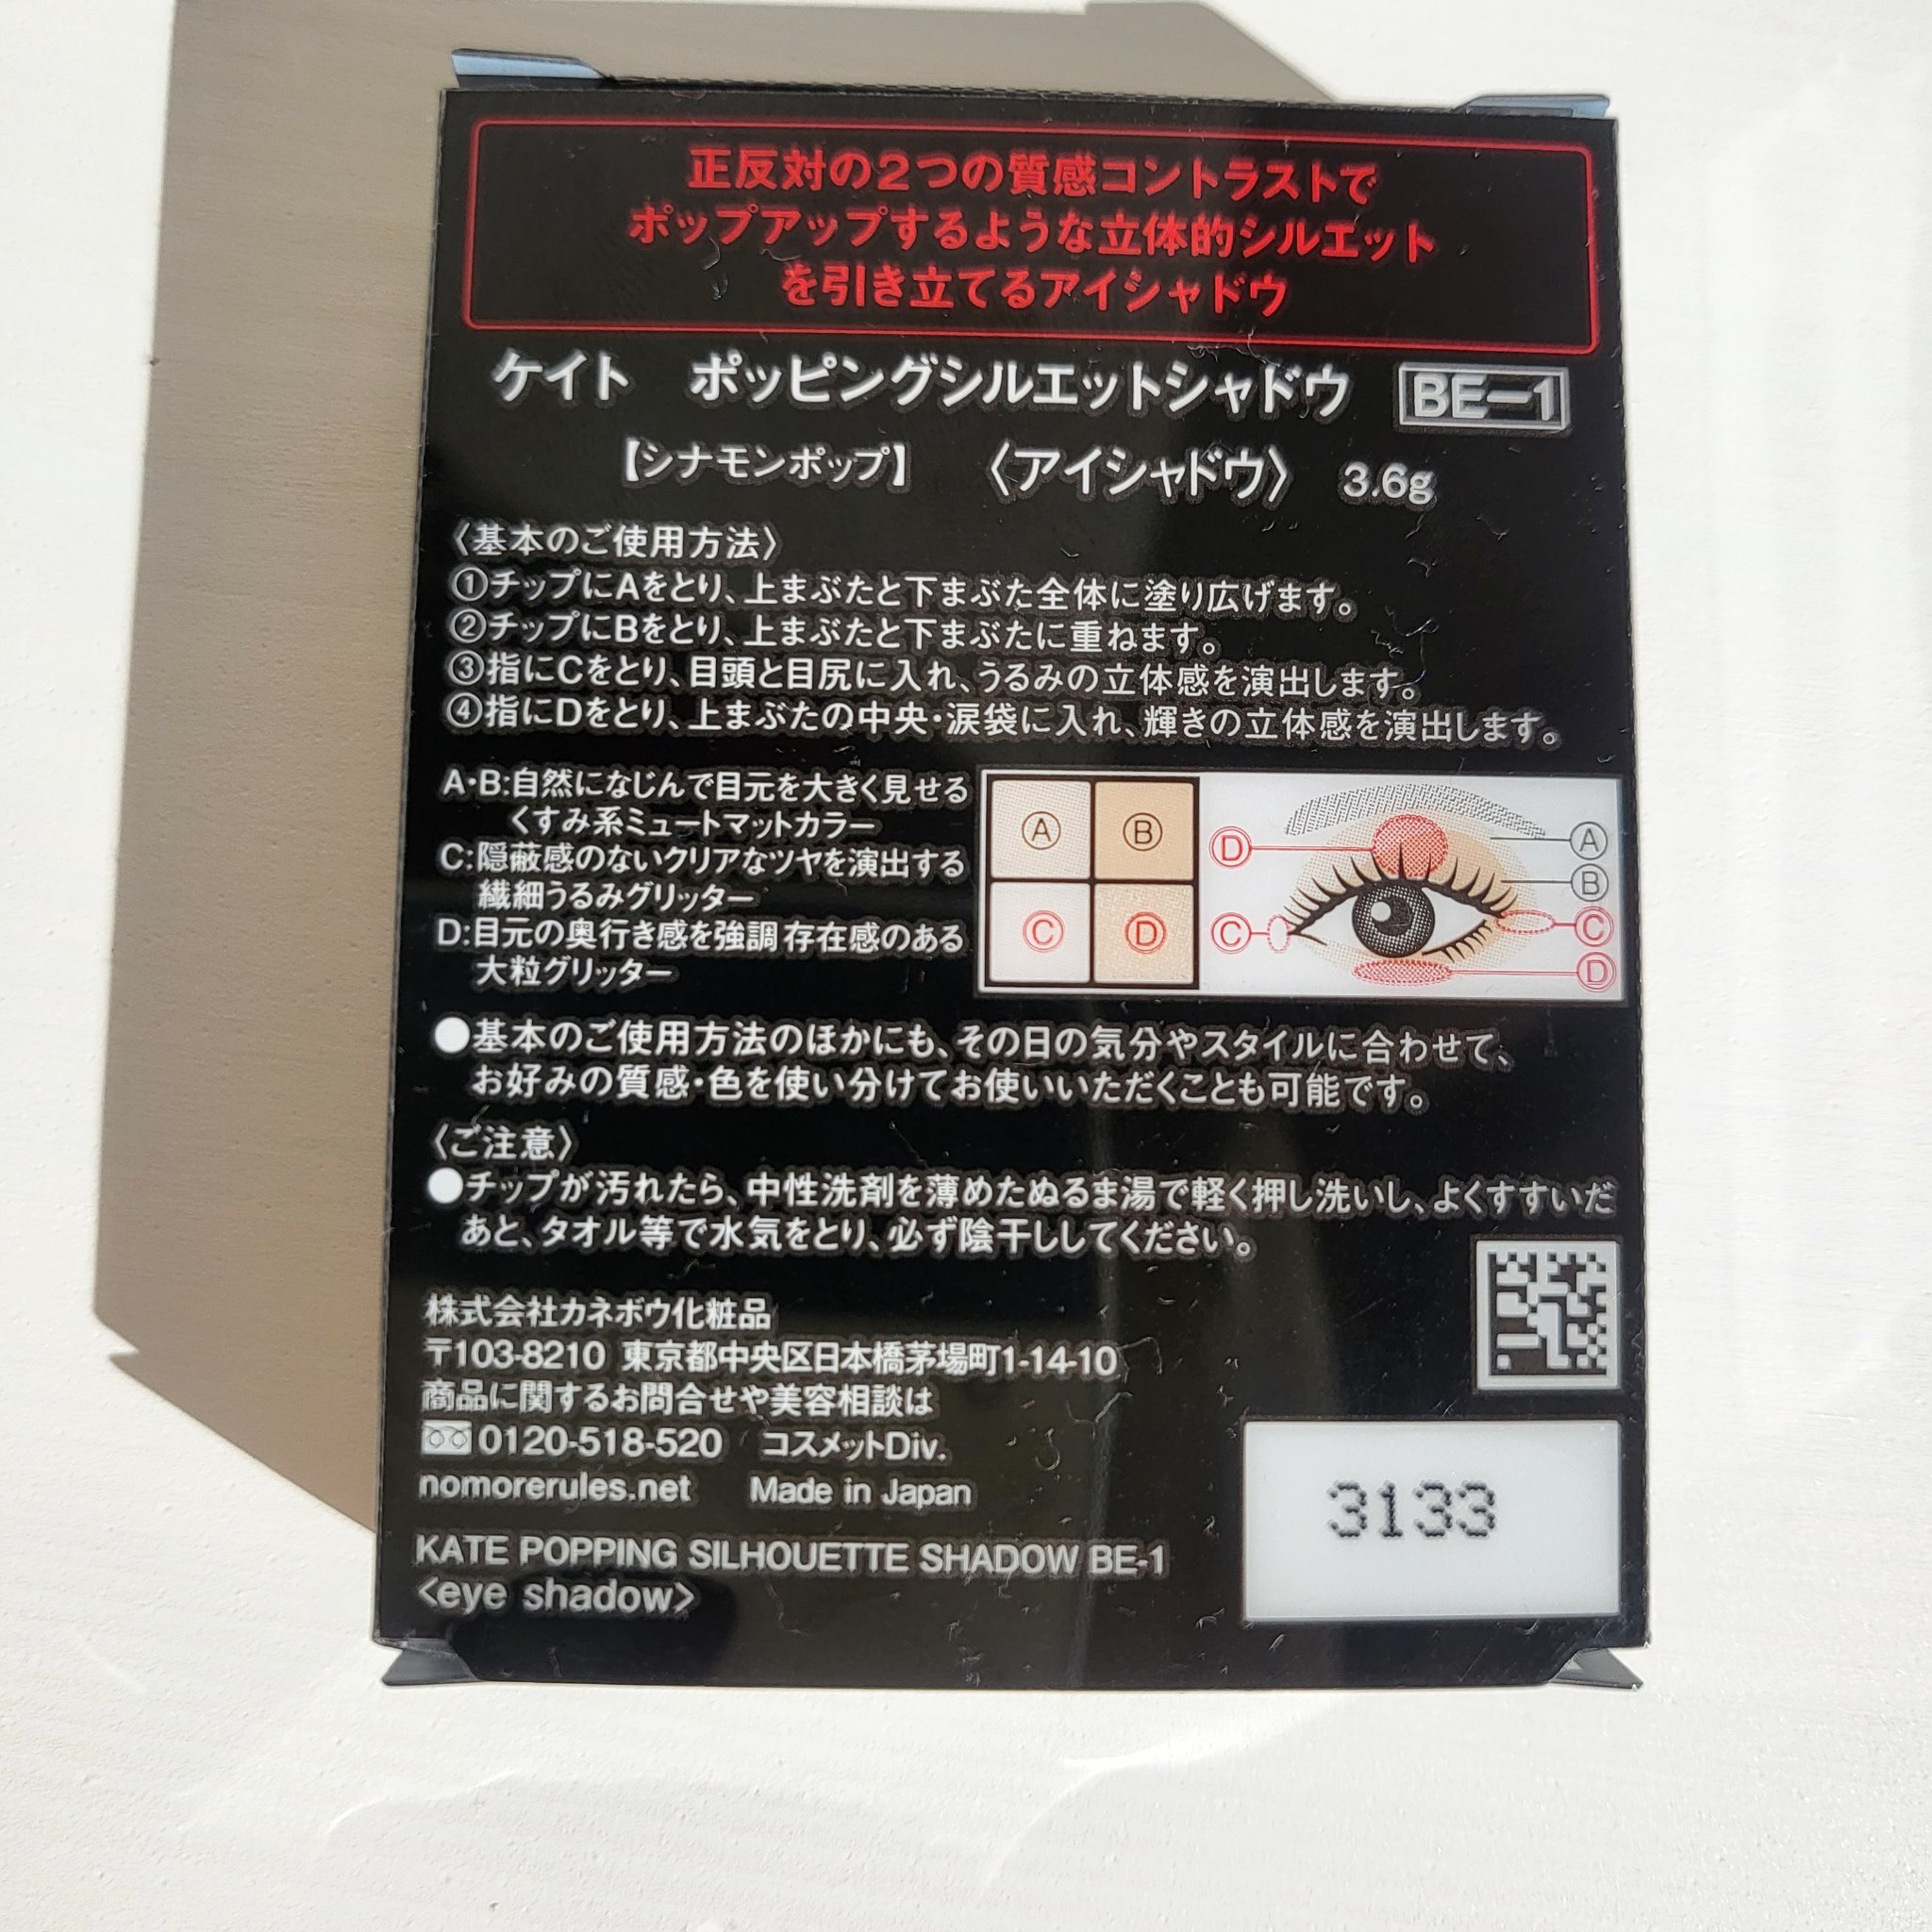 正反対の2つの質感コントラストで
ポップアップするような立体的シルエット
を引き立てるアイシャドウ
ケイト ポッピングシルエットシャドウ BE-1
【シナモンポップ】 〈アイシャドウ〉 3.6g
〈基本のご使用方法〉
①チップにAをとり、上まぶたと下まぶた全体に塗り広げます。
②チップにBをとり、上まぶたと下まぶたに重ねます。
③指にCをとり、目頭と目尻に入れ、うるみの立体感を演出します。
④指にDをとり、上まぶたの中央・涙袋に入れ、輝きの立体感を演出します。
A・B:自然になじんで目元を大きく見せる
くすみ系ミュートマットカラー
C:隠蔽感のないクリアなツヤを演出する
繊細うるみグリッター
D:目元の奥行き感を強調 存在感のある
大粒グリッター
Ⓐ Ⓑ
Ⓒ Ⓓ
Ⓓ Ⓐ
Ⓑ
Ⓒ Ⓒ
Ⓓ
●基本のご使用方法のほかにも、その日の気分やスタイルに合わせて、
お好みの質感・色を使い分けてお使いいただくことも可能です。
〈ご注意〉
●チップが汚れたら、中性洗剤を薄めたぬるま湯で軽く押し洗いし、よくすすいだ
あと、タオル等で水気をとり、必ず陰干ししてください。
株式会社カネボウ化粧品
〒103-8210 東京都中央区日本橋茅場町1-14-10
商品に関するお問合せや美容相談は
0120-518-520 コスメットDiv.
nomorerules.net Made in Japan
KATE POPPING SILHOUETTE SHADOW BE-1
<eye shadow>
3133